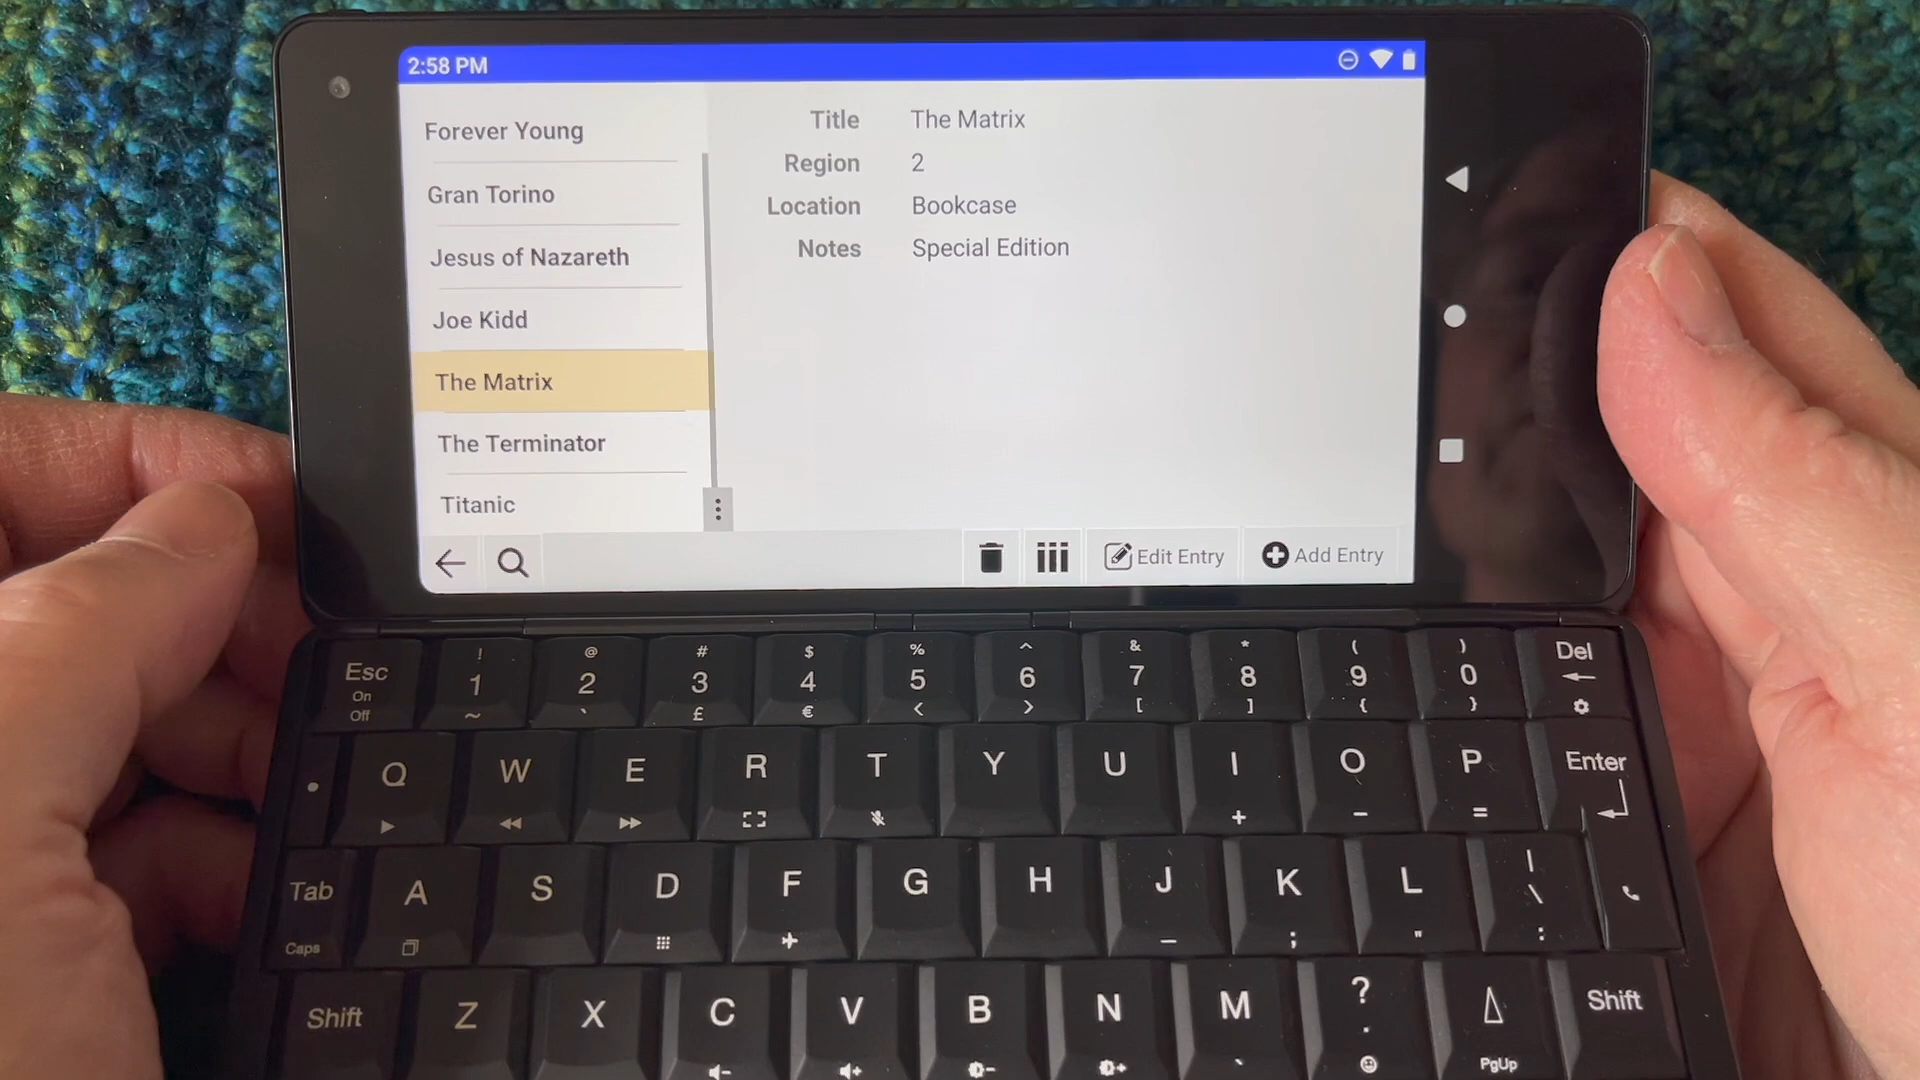 2:58 PM
Forever Young
Gran Torino
Jesus of Nazareth
Joe Kidd
The Matrix
The Terminator
Titanic
Title The Matrix
Region 2
Location Bookcase
Notes Special Edition
Edit Entry Add Entry
! @ # $ % ^ & * ( ) Del
Esc 1 2 3 4 5 6 7 8 9 0
On
Off ~ ` £ € < > [ ] { }
Q W E R T Y U I O P Enter
+ - =
Tab A S D F G H J K L | \
Caps _ ; " :
Shift Z X C V B N M ? . Shift
` PgUp